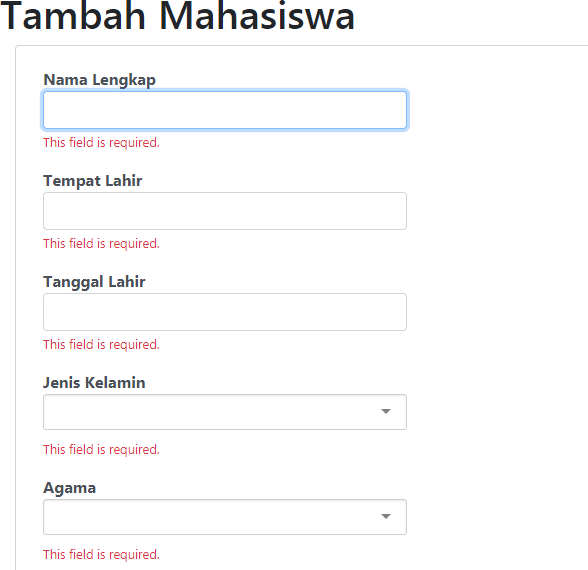 Tambah Mahasiswa
Nama Lengkap
This field is required.
Tempat Lahir
This field is required.
Tanggal Lahir
This field is required.
Jenis Kelamin
This field is required.
Agama
This field is required.